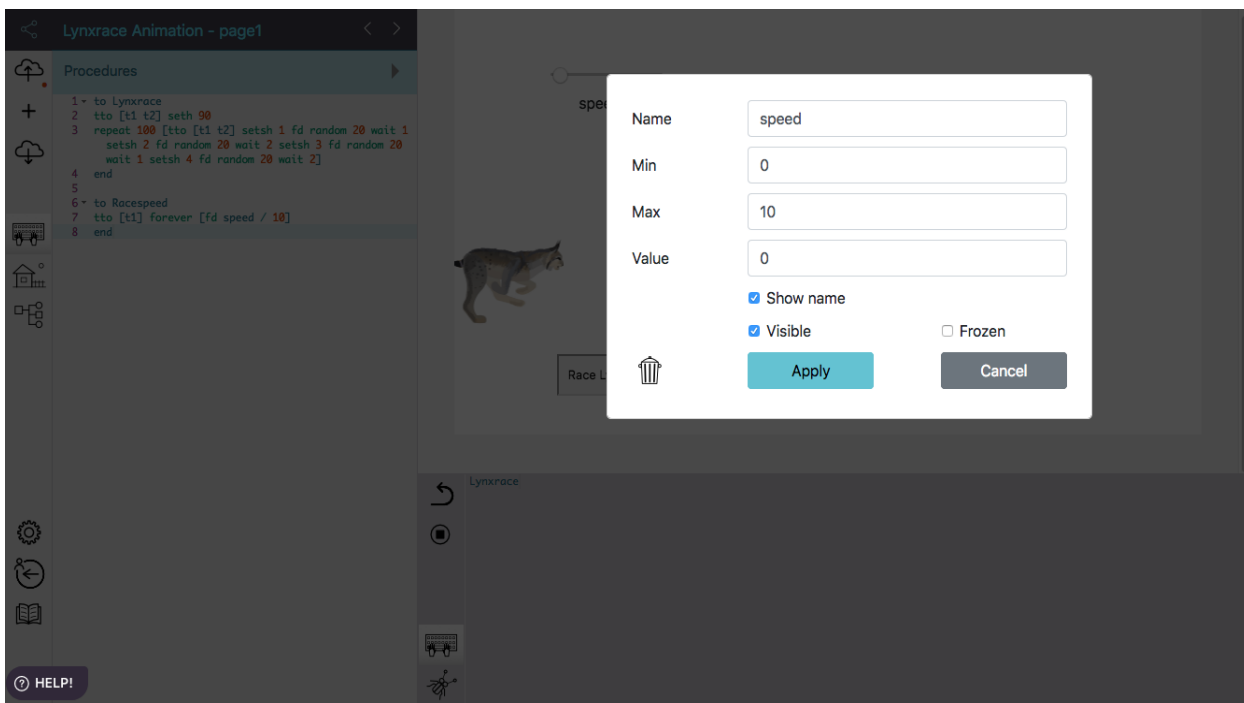 Lynxrace Animation - page1
Procedures
1 to Lynxrace
2 tto [t1 t2] seth 90
3 repeat 100 [tto [t1 t2] setsh 1 fd random 20 wait 1
setsh 2 fd random 20 wait 2 setsh 3 fd random 20
wait 1 setsh 4 fd random 20 wait 2]
4 end
5
6 to Racespeed
7 tto [t1] forever [fd speed / 10]
8 end
spee
Race L
Name speed
Min 0
Max 10
Value 0
Show name
Visible Frozen
Apply Cancel
Lynxrace
? HELP!